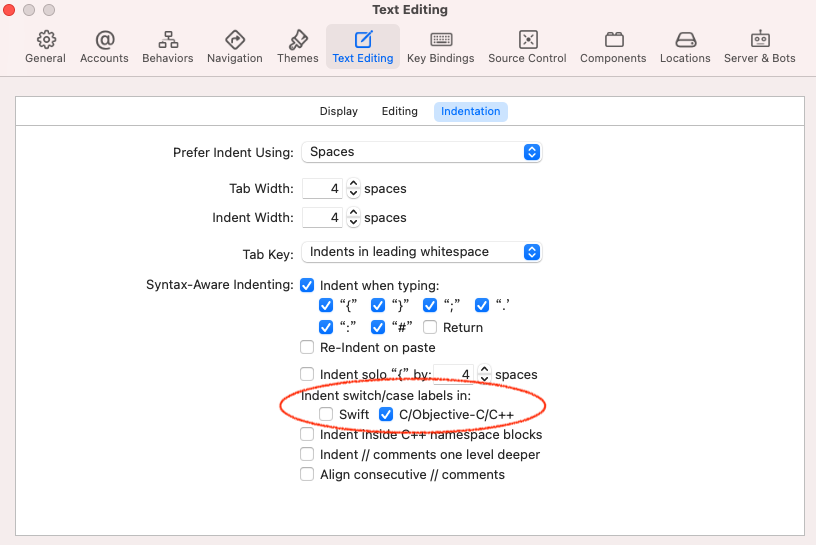 Text Editing
General Accounts Behaviors Navigation Themes Text Editing Key Bindings Source Control Components Locations Server & Bots
Display Editing Indentation
Prefer Indent Using: Spaces
Tab Width: 4 spaces
Indent Width: 4 spaces
Tab Key: Indents in leading whitespace
Syntax-Aware Indenting: Indent when typing:
“{” “}” “;” “.’
“:” “#” Return
Re-Indent on paste
Indent solo “{” by: 4 spaces
Indent switch/case labels in:
Swift C/Objective-C/C++
Indent inside C++ namespace blocks
Indent // comments one level deeper
Align consecutive // comments